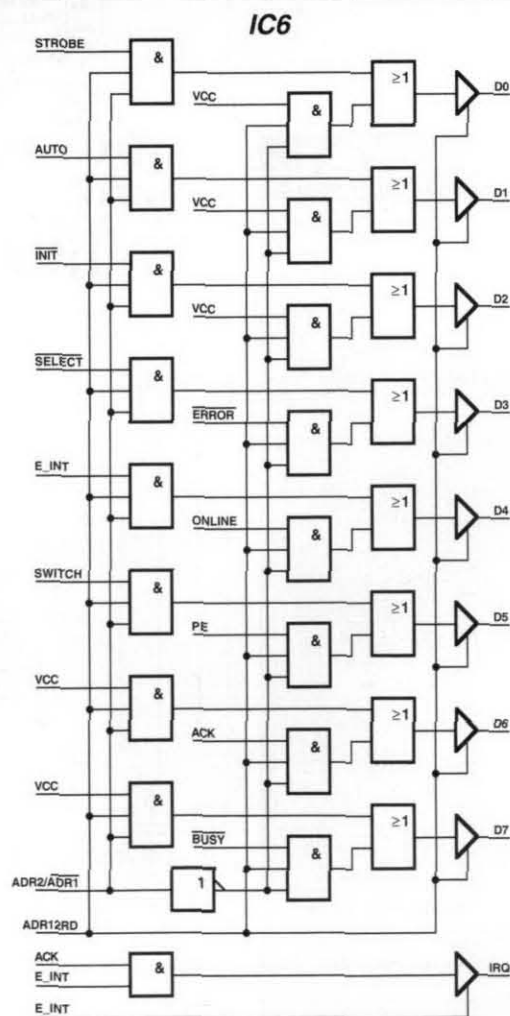 IC6
STROBE
&
≥1
D0
VCC
&
AUTO
&
≥1
D1
VCC
&
INIT
&
≥1
D2
VCC
&
SELECT
&
≥1
D3
ERROR
&
E_INT
&
≥1
D4
ONLINE
&
SWITCH
&
≥1
D5
PE
&
VCC
&
≥1
D6
ACK
&
VCC
&
≥1
D7
BUSY
&
ADR2/ADR1
1
ADR12RD
ACK
E_INT
&
IRQ
E_INT